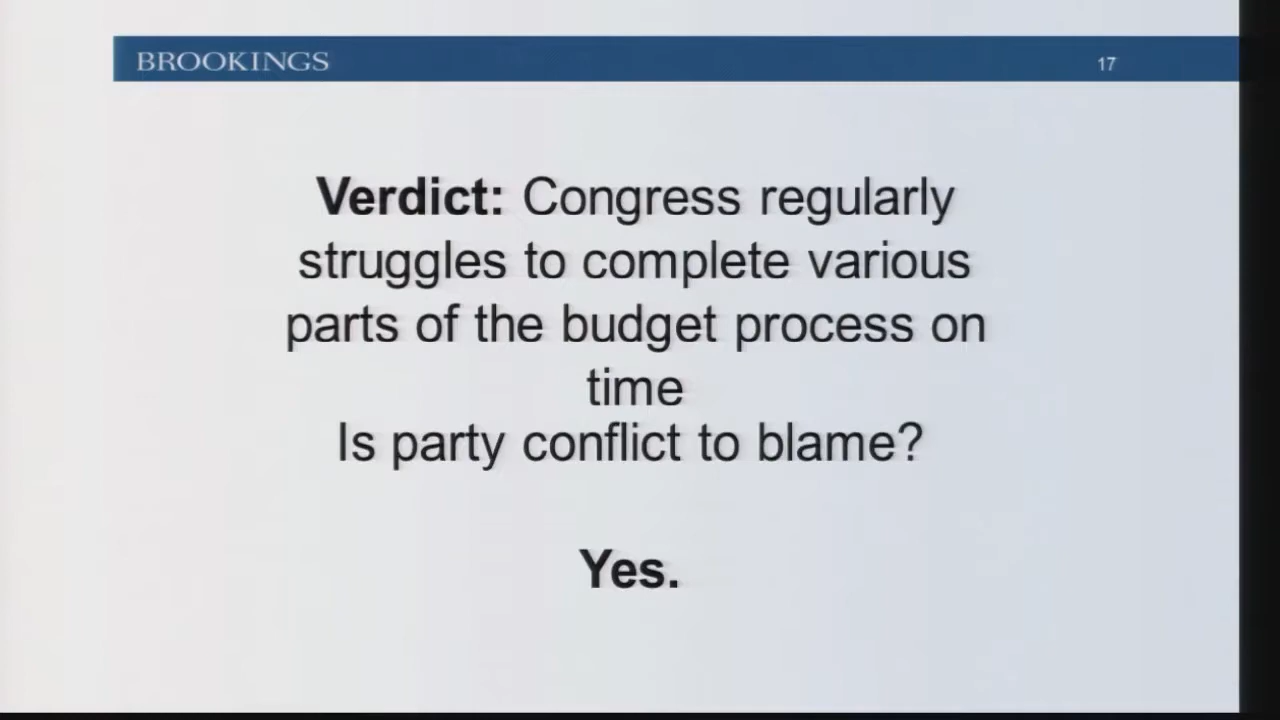 BROOKINGS
17
Verdict: Congress regularly
struggles to complete various
parts of the budget process on
time
Is party conflict to blame?
Yes.